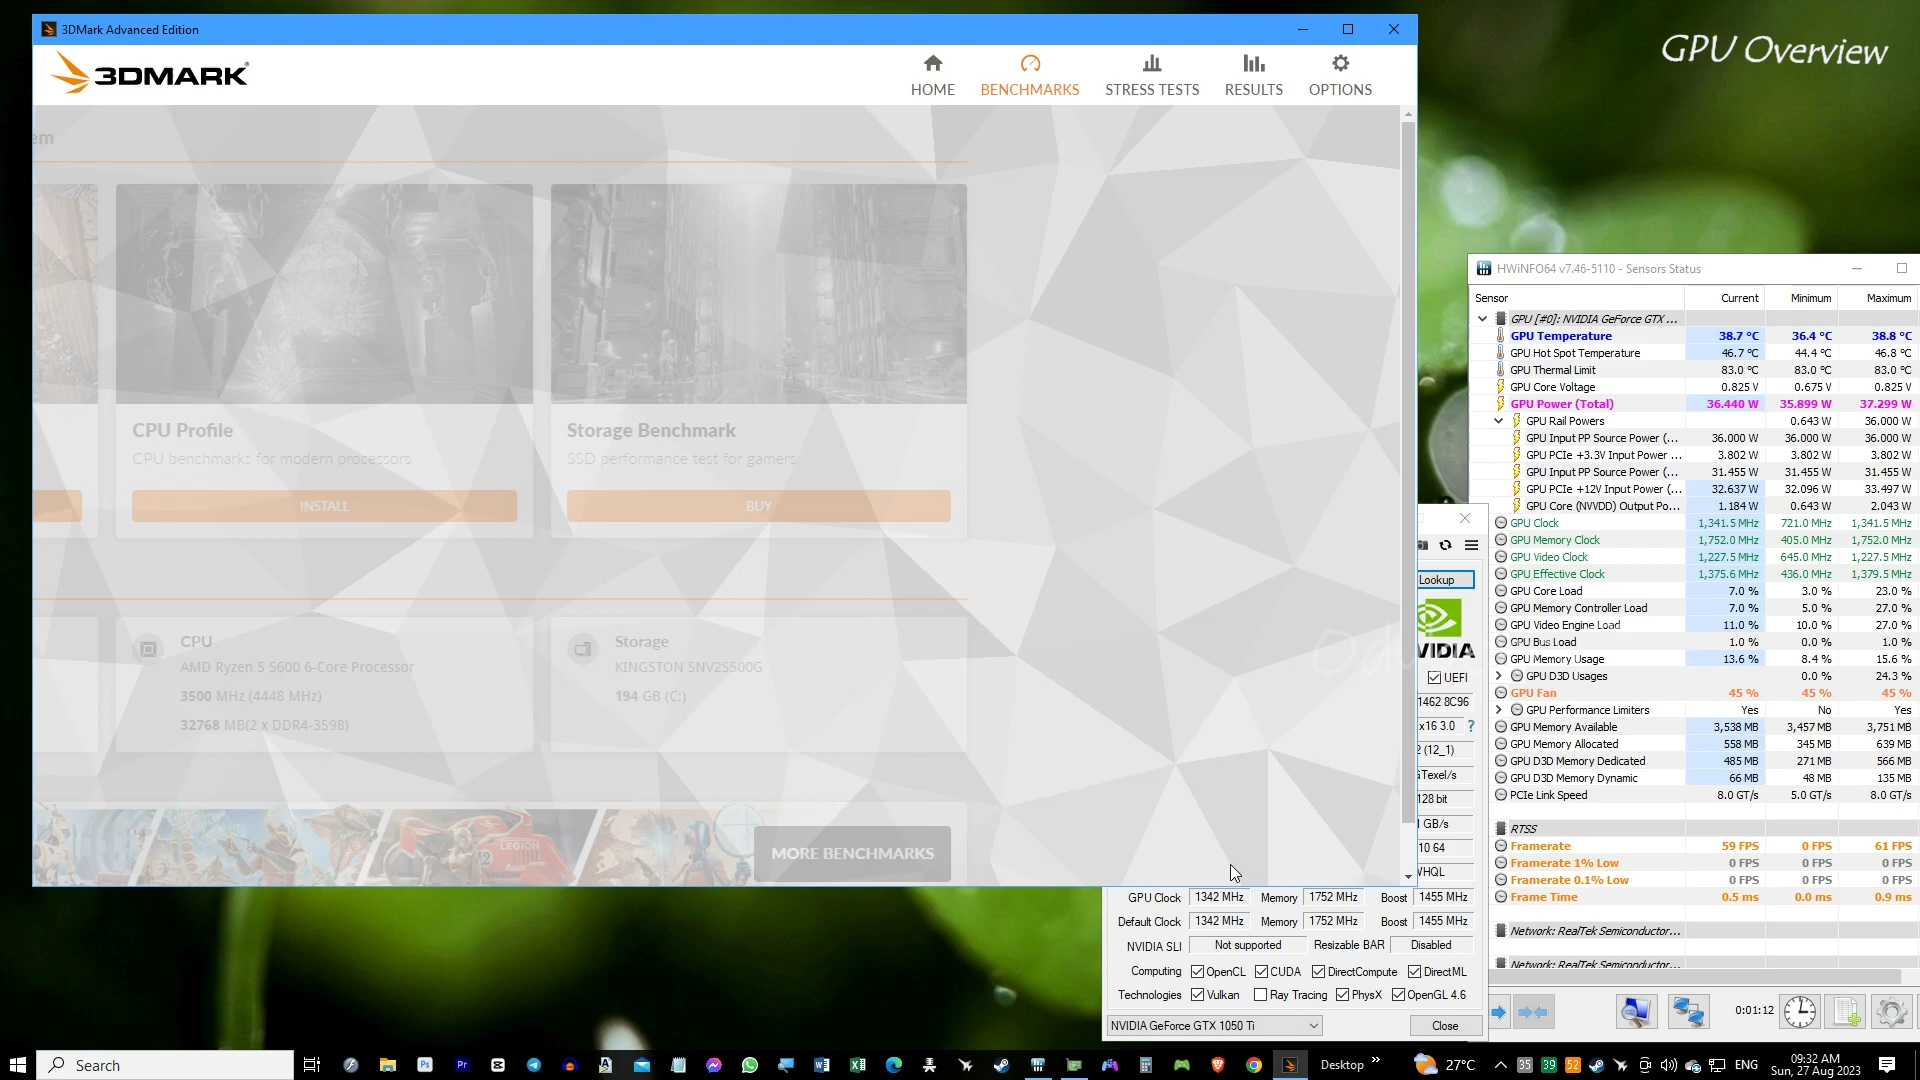 3DMark Advanced Edition
GPU Overview
3DMARK
HOME
BENCHMARKS
STRESS TESTS
RESULTS
OPTIONS
em
CPU Profile
CPU benchmarks for modern processors
INSTALL
Storage Benchmark
SSD performance test for gamers
BUY
CPU
AMD Ryzen 5 5600 6-Core Processor
3500 MHz (4448 MHz)
32768 MB(2 x DDR4-3598)
Storage
KINGSTON SNV2S500G
194 GB (C:)
LEGION
12
MORE BENCHMARKS
HWiNFO64 v7.46-5110 - Sensors Status
Sensor Current Minimum Maximum
GPU [#0]: NVIDIA GeForce GTX ...
GPU Temperature 38.7 °C 36.4 °C 38.8 °C
GPU Hot Spot Temperature 46.7 °C 44.4 °C 46.8 °C
GPU Thermal Limit 83.0 °C 83.0 °C 83.0 °C
GPU Core Voltage 0.825 V 0.675 V 0.825 V
GPU Power (Total) 36.440 W 35.899 W 37.299 W
GPU Rail Powers 0.643 W 36.000 W
GPU Input PP Source Power (... 36.000 W 36.000 W 36.000 W
GPU PCIe +3.3V Input Power ... 3.802 W 3.802 W 3.802 W
GPU Input PP Source Power (... 31.455 W 31.455 W 31.455 W
GPU PCIe +12V Input Power (... 32.637 W 32.096 W 33.497 W
GPU Core (NVVDD) Output Po... 1.184 W 0.643 W 2.043 W
GPU Clock 1,341.5 MHz 721.0 MHz 1,341.5 MHz
GPU Memory Clock 1,752.0 MHz 405.0 MHz 1,752.0 MHz
GPU Video Clock 1,227.5 MHz 645.0 MHz 1,227.5 MHz
GPU Effective Clock 1,375.6 MHz 436.0 MHz 1,379.5 MHz
GPU Core Load 7.0 % 3.0 % 23.0 %
GPU Memory Controller Load 7.0 % 5.0 % 27.0 %
GPU Video Engine Load 11.0 % 10.0 % 27.0 %
GPU Bus Load 1.0 % 0.0 % 1.0 %
GPU Memory Usage 13.6 % 8.4 % 15.6 %
GPU D3D Usages 0.0 % 24.3 %
GPU Fan 45 % 45 % 45 %
GPU Performance Limiters Yes No Yes
GPU Memory Available 3,538 MB 3,457 MB 3,751 MB
GPU Memory Allocated 558 MB 345 MB 639 MB
GPU D3D Memory Dedicated 485 MB 271 MB 566 MB
GPU D3D Memory Dynamic 66 MB 48 MB 135 MB
PCIe Link Speed 8.0 GT/s 5.0 GT/s 8.0 GT/s
RTSS
Framerate 59 FPS 0 FPS 61 FPS
Framerate 1% Low 0 FPS 0 FPS 0 FPS
Framerate 0.1% Low 0 FPS 0 FPS 0 FPS
Frame Time 0.5 ms 0.0 ms 0.9 ms
Network: RealTek Semiconductor...
Network: RealTek Semiconductor...
0:01:12
Lookup
VIDIA
UEFI
1462 8C96
x16 3.0 ?
2 (12_1)
GTexel/s
128 bit
GB/s
10 64
WHQL
GPU Clock 1342 MHz Memory 1752 MHz Boost 1455 MHz
Default Clock 1342 MHz Memory 1752 MHz Boost 1455 MHz
NVIDIA SLI Not supported Resizable BAR Disabled
Computing OpenCL CUDA DirectCompute DirectML
Technologies Vulkan Ray Tracing PhysX OpenGL 4.6
NVIDIA GeForce GTX 1050 Ti Close
Search
Desktop
27°C
35 39 52
ENG
09:32 AM
Sun, 27 Aug 2023